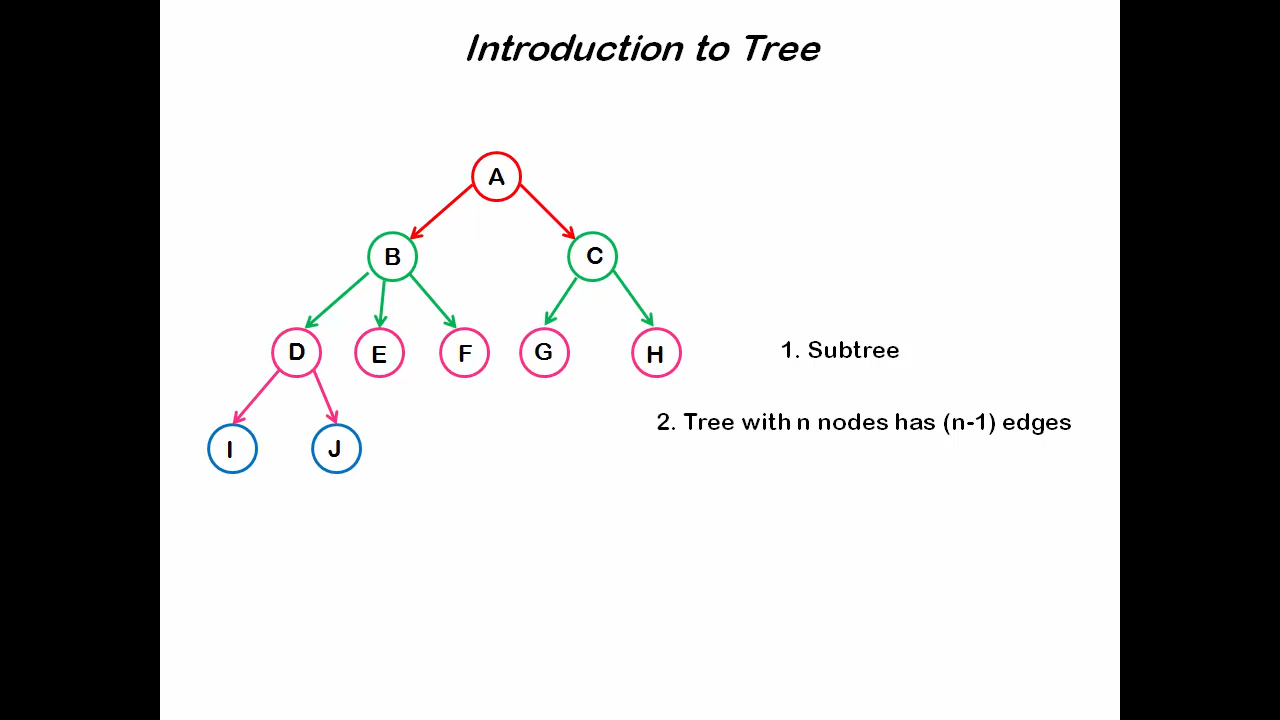 Introduction to Tree
A
B
C
D
E
F
G
H
1. Subtree
2. Tree with n nodes has (n-1) edges
I
J